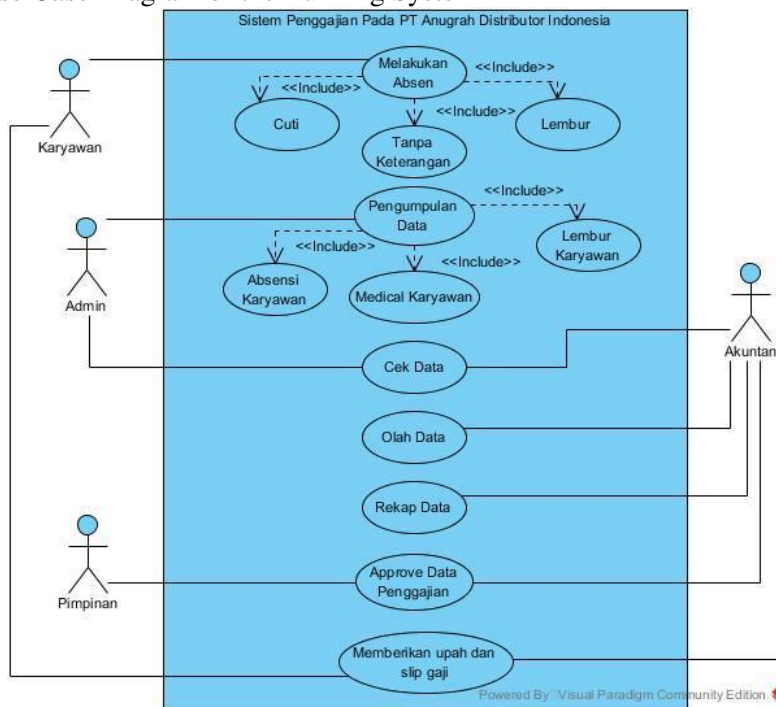 Sistem Penggajian Pada PT Anugrah Distributor Indonesia
Melakukan
Absen
<<Include>>
<<Include>>
<<Include>>
Cuti
Lembur
Tanpa
Keterangan
Karyawan
Pengumpulan
Data
<<Include>>
<<Include>>
<<Include>>
Lembur
Karyawan
Absensi
Karyawan
Medical Karyawan
Admin
Akuntan
Cek Data
Olah Data
Rekap Data
Approve Data
Penggajian
Pimpinan
Memberikan upah dan
slip gaji
Powered By Visual Paradigm Community Edition